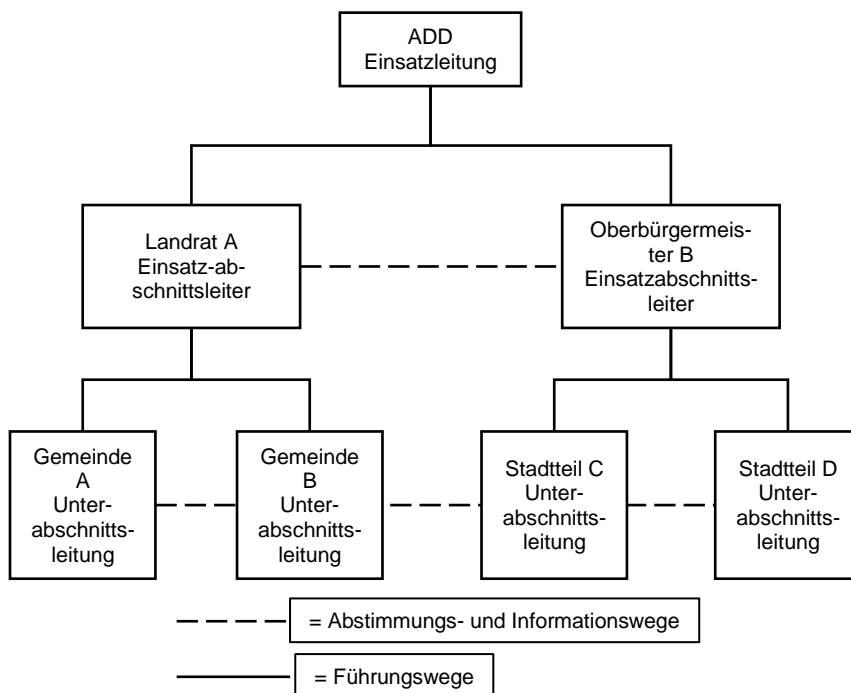 ADD
Einsatzleitung
Landrat A
Einsatz-ab-
schnittsleiter
Oberbürgermeis-
ter B
Einsatzabschnitts-
leiter
Gemeinde
A
Unter-
abschnitts-
leitung
Gemeinde
B
Unter-
abschnitts-
leitung
Stadtteil C
Unter-
abschnitts-
leitung
Stadtteil D
Unter-
abschnitts-
leitung
= Abstimmungs- und Informationswege
= Führungswege